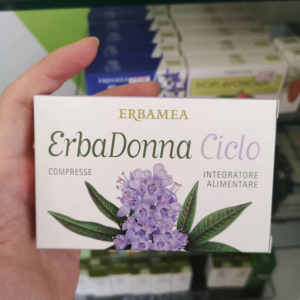 ERBAMEA
ErbaDonna Ciclo
COMPRESSE
INTEGRATORE
ALIMENTARE